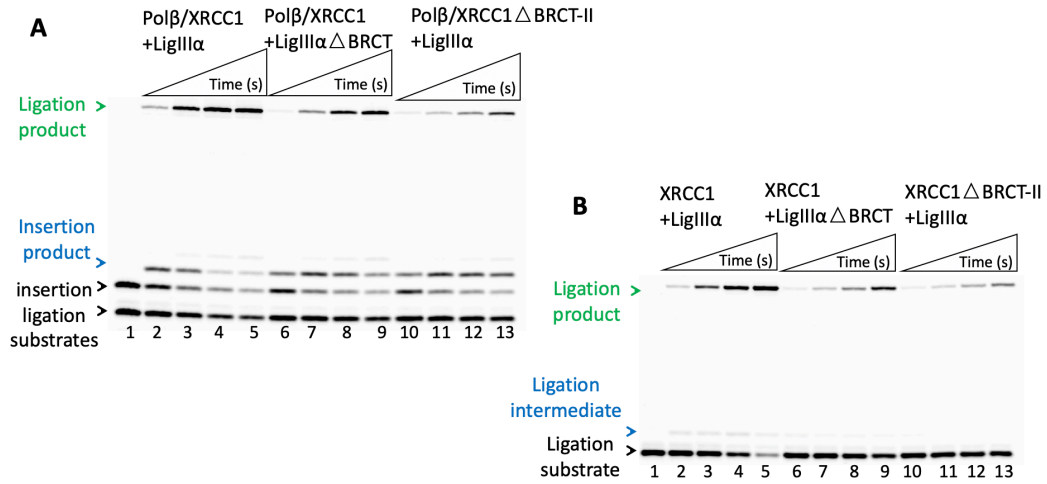 A
Polβ/XRCC1
+LigIIIα
Polβ/XRCC1
+LigIIIα△BRCT
Polβ/XRCC1△BRCT-II
+LigIIIα
Time (s)
Time (s)
Time (s)
Ligation
product
Insertion
product
insertion
ligation
substrates
1 2 3 4 5 6 7 8 9 10 11 12 13
B
XRCC1
+LigIIIα
XRCC1
+LigIIIα△BRCT
XRCC1△BRCT-II
+LigIIIα
Time (s)
Time (s)
Time (s)
Ligation
product
Ligation
intermediate
Ligation
substrate
1 2 3 4 5 6 7 8 9 10 11 12 13